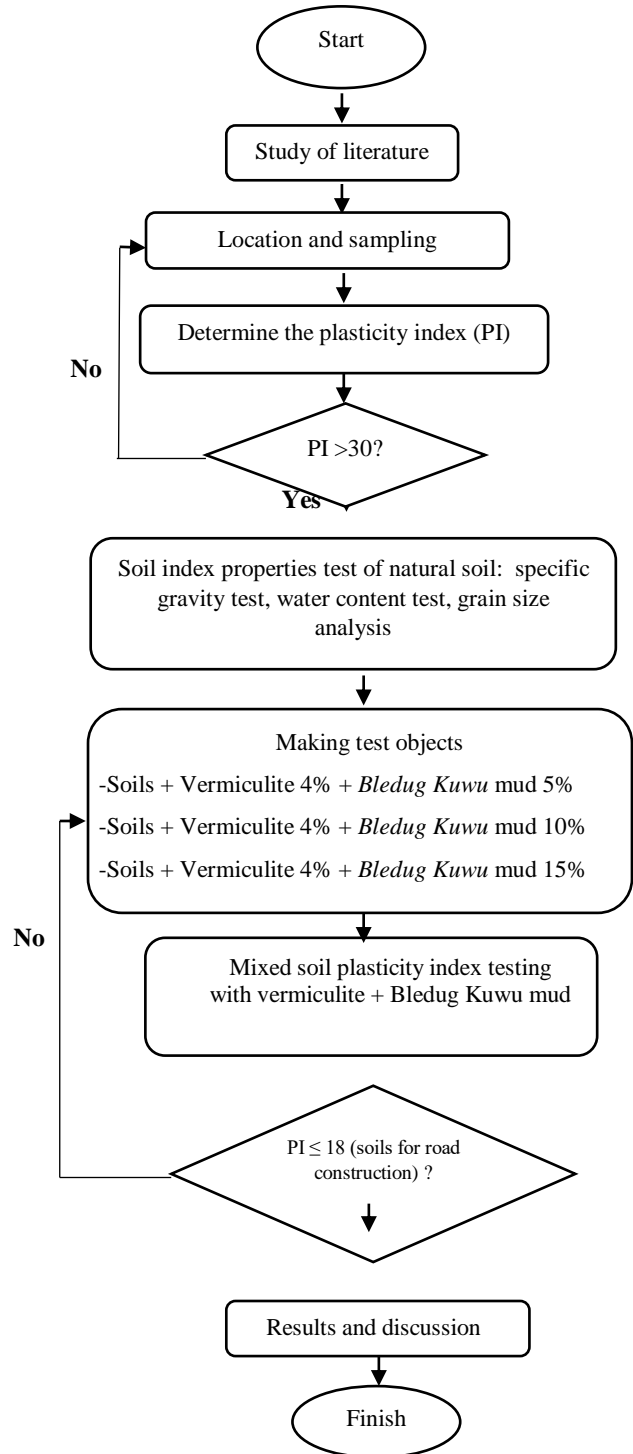 Start
Study of literature
Location and sampling
Determine the plasticity index (PI)
No
PI >30?
Yes
Soil index properties test of natural soil: specific
gravity test, water content test, grain size
analysis
Making test objects
-Soils + Vermiculite 4% + Bledug Kuwu mud 5%
-Soils + Vermiculite 4% + Bledug Kuwu mud 10%
-Soils + Vermiculite 4% + Bledug Kuwu mud 15%
No
Mixed soil plasticity index testing
with vermiculite + Bledug Kuwu mud
PI ≤ 18 (soils for road
construction) ?
Results and discussion
Finish